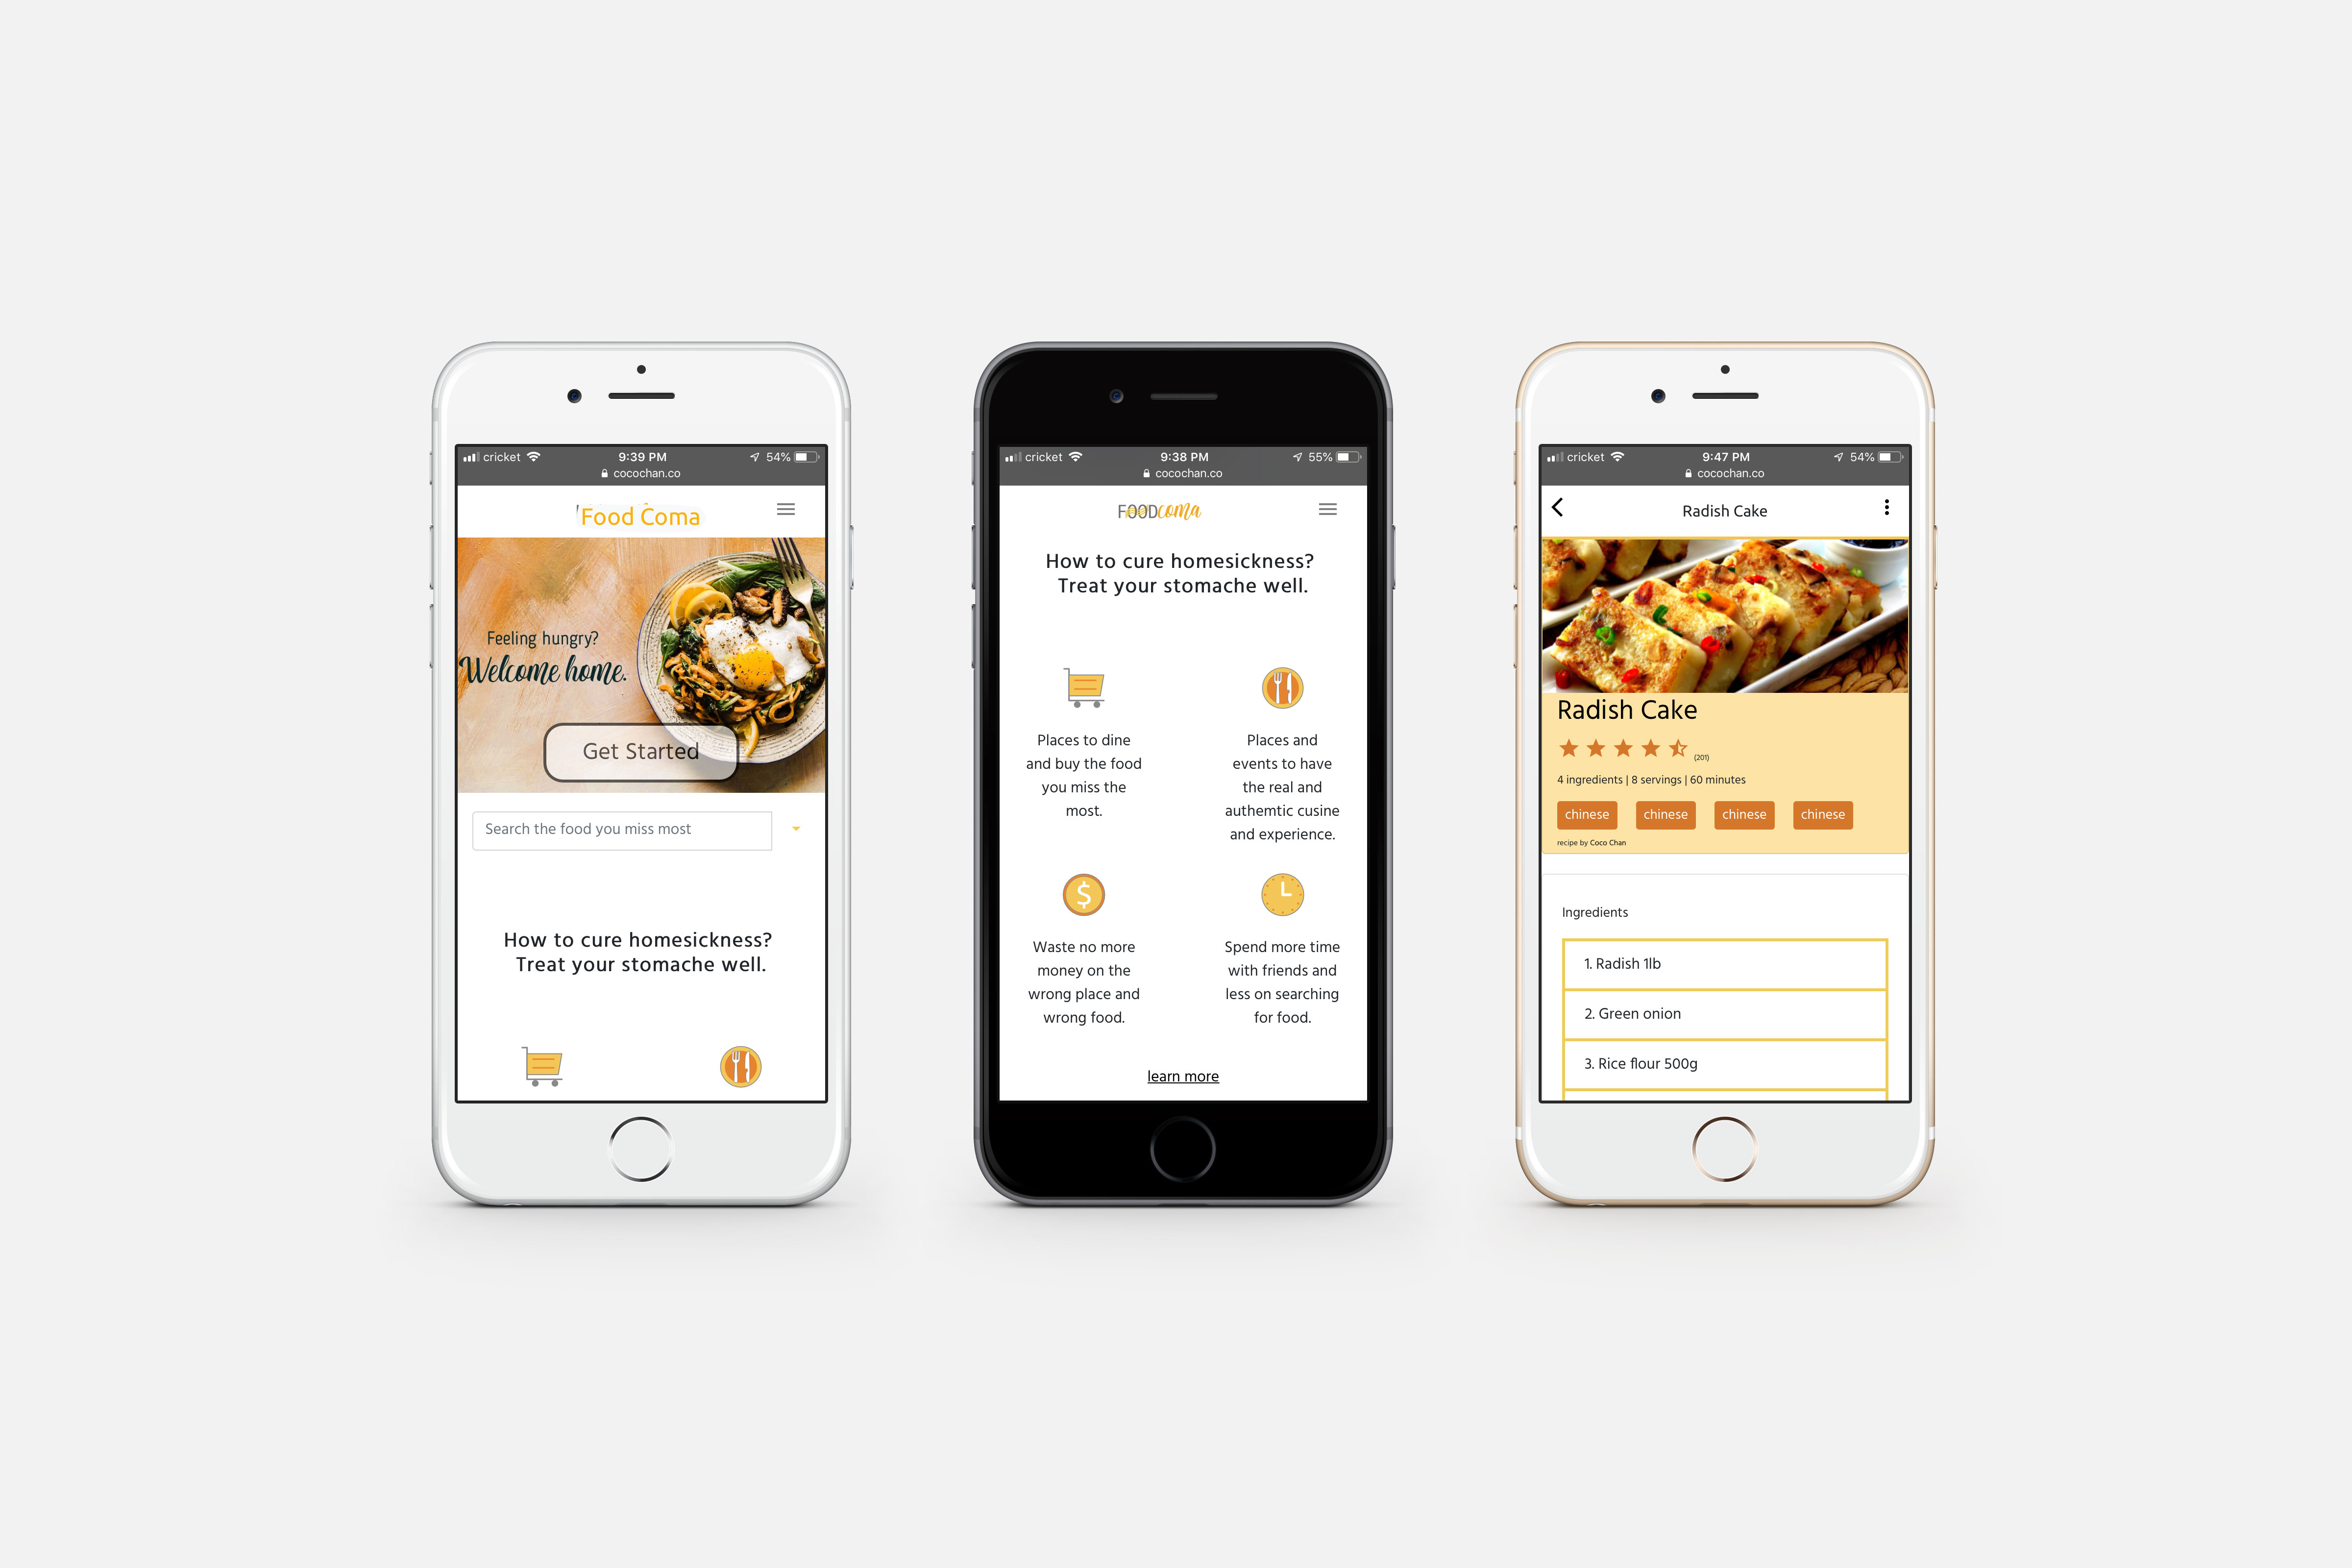 cricket 9:39 PM 54%
cocochan.co
Food Coma
Feeling hungry?
Welcome home.
Get Started
Search the food you miss most
How to cure homesickness?
Treat your stomache well.
cricket 9:38 PM 55%
cocochan.co
FOODcoma
How to cure homesickness?
Treat your stomache well.
Places to dine
and buy the food
you miss the
most.
Places and
events to have
the real and
authemtic cusine
and experience.
$
Waste no more
money on the
wrong place and
wrong food.
Spend more time
with friends and
less on searching
for food.
learn more
cricket 9:47 PM 54%
cocochan.co
Radish Cake
Radish Cake
(201)
4 ingredients | 8 servings | 60 minutes
chinese chinese chinese chinese
recipe by Coco Chan
Ingredients
1. Radish 1lb
2. Green onion
3. Rice flour 500g